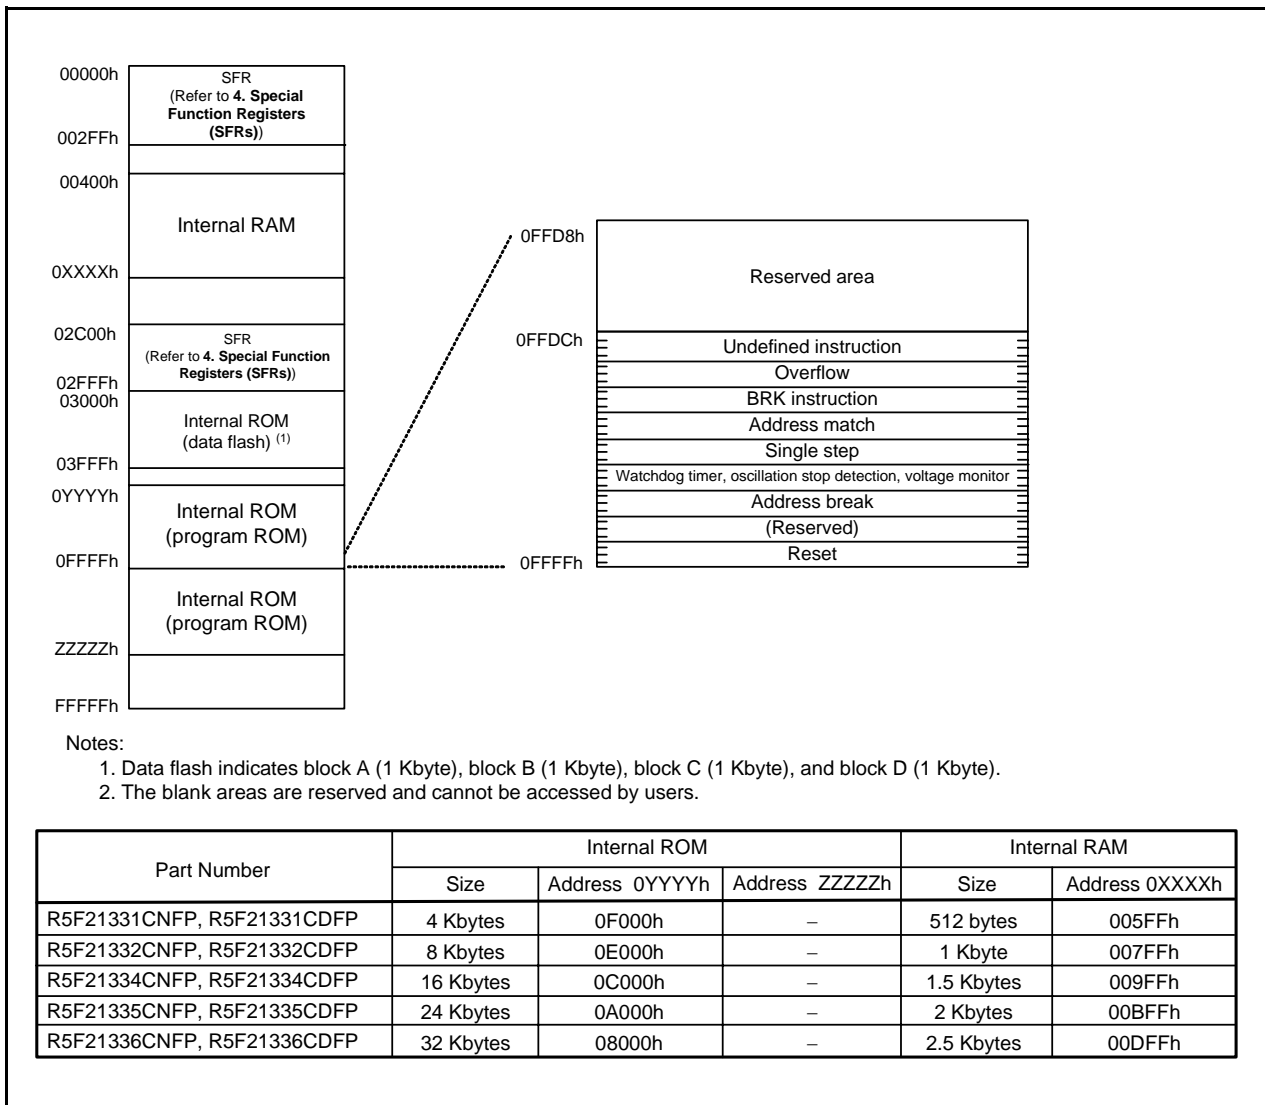 00000h
SFR
(Refer to 4. Special
Function Registers
(SFRs))
002FFh
00400h
Internal RAM
0XXXXh
02C00h
SFR
(Refer to 4. Special Function
Registers (SFRs))
02FFFh
03000h
Internal ROM
(data flash) (1)
03FFFh
0YYYYh
Internal ROM
(program ROM)
0FFFFh
Internal ROM
(program ROM)
ZZZZZh
FFFFFh
0FFD8h
Reserved area
0FFDCh
Undefined instruction
Overflow
BRK instruction
Address match
Single step
Watchdog timer, oscillation stop detection, voltage monitor
Address break
(Reserved)
Reset
0FFFFh
Notes:
1. Data flash indicates block A (1 Kbyte), block B (1 Kbyte), block C (1 Kbyte), and block D (1 Kbyte).
2. The blank areas are reserved and cannot be accessed by users.
Part Number Internal ROM Internal RAM
Size Address 0YYYYh Address ZZZZZh Size Address 0XXXXh
R5F21331CNFP, R5F21331CDFP 4 Kbytes 0F000h – 512 bytes 005FFh
R5F21332CNFP, R5F21332CDFP 8 Kbytes 0E000h – 1 Kbyte 007FFh
R5F21334CNFP, R5F21334CDFP 16 Kbytes 0C000h – 1.5 Kbytes 009FFh
R5F21335CNFP, R5F21335CDFP 24 Kbytes 0A000h – 2 Kbytes 00BFFh
R5F21336CNFP, R5F21336CDFP 32 Kbytes 08000h – 2.5 Kbytes 00DFFh